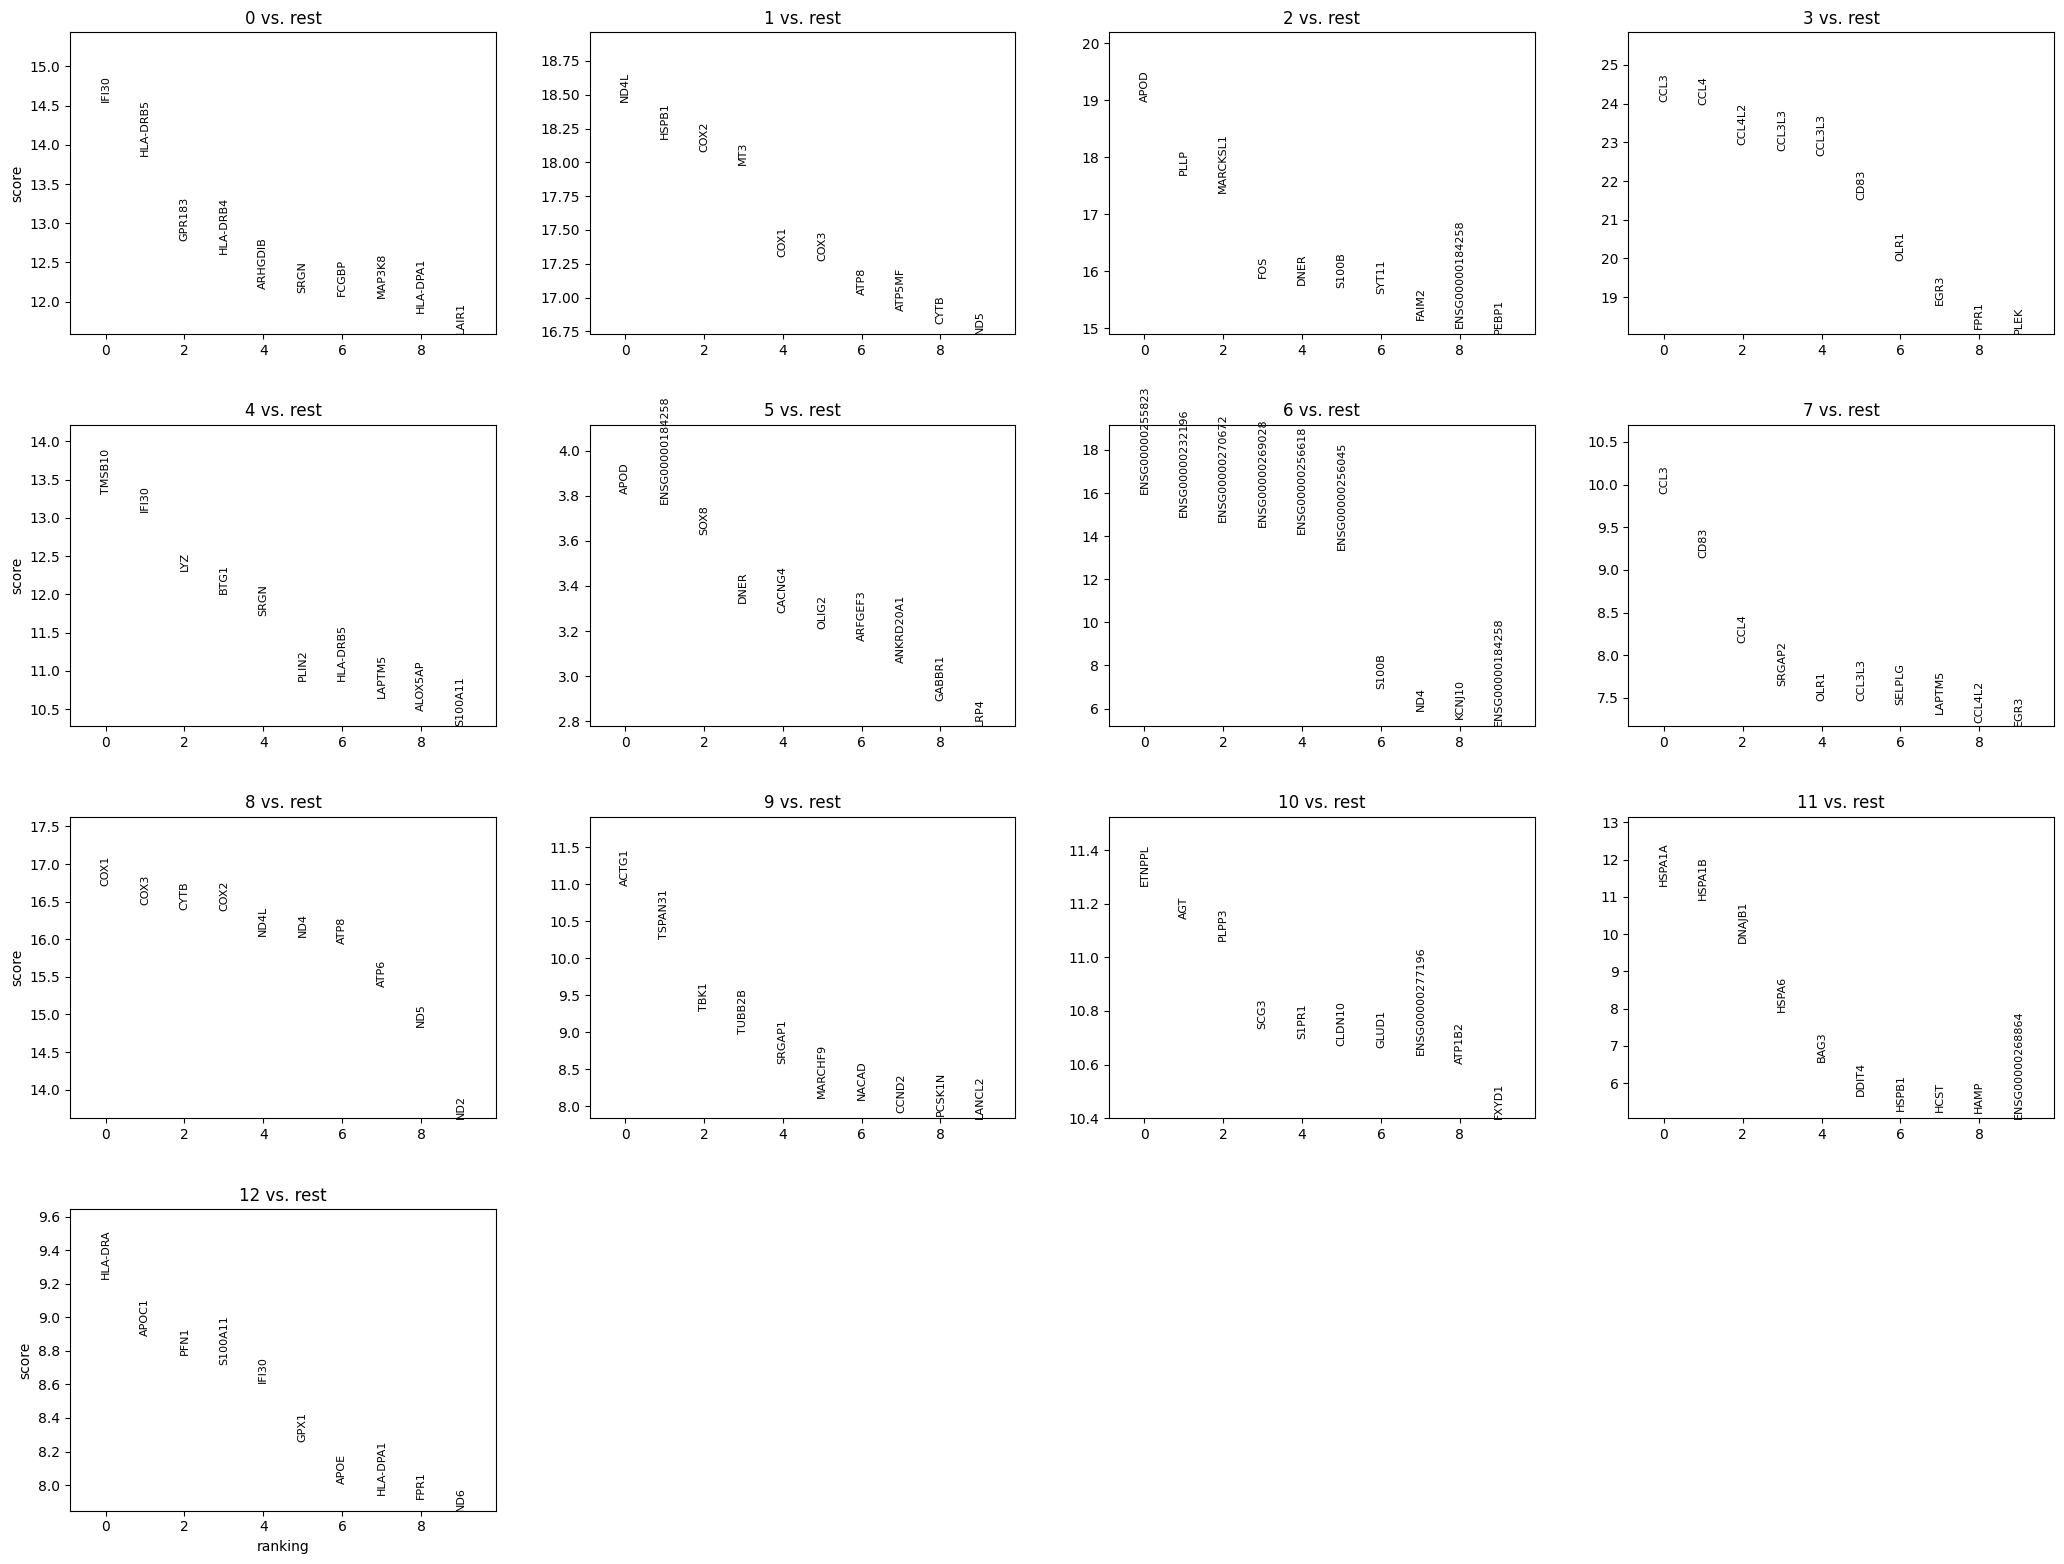 0 vs. rest
score
15.0
14.5
14.0
13.5
13.0
12.5
12.0
IFI30
HLA-DRB5
GPR183
HLA-DRB4
ARHGDIB
SRGN
FCGBP
MAP3K8
HLA-DPA1
LAIR1
0 2 4 6 8
1 vs. rest
18.75
18.50
18.25
18.00
17.75
17.50
17.25
17.00
16.75
ND4L
HSPB1
COX2
MT3
COX1
COX3
ATP8
ATP5MF
CYTB
ND5
0 2 4 6 8
2 vs. rest
20
19
18
17
16
15
APOD
PLLP
MARCKSL1
FOS
DNER
S100B
SYT11
FAIM2
ENSG00000184258
PEBP1
0 2 4 6 8
3 vs. rest
25
24
23
22
21
20
19
CCL3
CCL4
CCL4L2
CCL3L3
CCL3L3
CD83
OLR1
EGR3
FPR1
PLEK
0 2 4 6 8
4 vs. rest
score
14.0
13.5
13.0
12.5
12.0
11.5
11.0
10.5
TMSB10
IFI30
LYZ
BTG1
SRGN
PLIN2
HLA-DRB5
LAPTM5
ALOX5AP
S100A11
0 2 4 6 8
5 vs. rest
4.0
3.8
3.6
3.4
3.2
3.0
2.8
APOD
ENSG00000184258
SOX8
DNER
CACNG4
OLIG2
ARFGEF3
ANKRD20A1
GABBR1
LRP4
0 2 4 6 8
6 vs. rest
18
16
14
12
10
8
6
ENSG00000255823
ENSG00000232196
ENSG00000270672
ENSG00000269028
ENSG00000256618
ENSG00000256045
S100B
ND4
KCNJ10
ENSG00000184258
0 2 4 6 8
7 vs. rest
10.5
10.0
9.5
9.0
8.5
8.0
7.5
CCL3
CD83
CCL4
SRGAP2
OLR1
CCL3L3
SELPLG
LAPTM5
CCL4L2
EGR3
0 2 4 6 8
8 vs. rest
score
17.5
17.0
16.5
16.0
15.5
15.0
14.5
14.0
COX1
COX3
CYTB
COX2
ND4L
ND4
ATP8
ATP6
ND5
ND2
0 2 4 6 8
9 vs. rest
11.5
11.0
10.5
10.0
9.5
9.0
8.5
8.0
ACTG1
TSPAN31
TBK1
TUBB2B
SRGAP1
MARCHF9
NACAD
CCND2
PCSK1N
LANCL2
0 2 4 6 8
10 vs. rest
11.4
11.2
11.0
10.8
10.6
10.4
ETNPPL
AGT
PLPP3
SCG3
S1PR1
CLDN10
GLUD1
ENSG00000277196
ATP1B2
FXYD1
0 2 4 6 8
11 vs. rest
13
12
11
10
9
8
7
6
HSPA1A
HSPA1B
DNAJB1
HSPA6
BAG3
DDIT4
HSPB1
HCST
HAMP
ENSG00000268864
0 2 4 6 8
12 vs. rest
score
9.6
9.4
9.2
9.0
8.8
8.6
8.4
8.2
8.0
HLA-DRA
APOC1
PFN1
S100A11
IFI30
GPX1
APOE
HLA-DPA1
FPR1
ND6
0 2 4 6 8
ranking